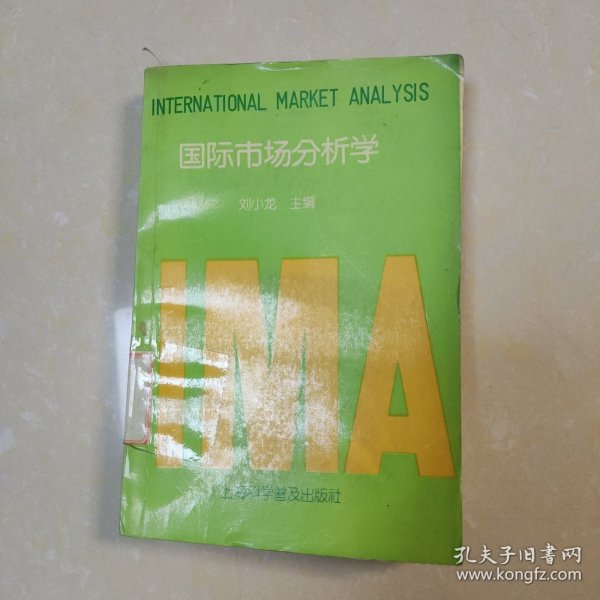 INTERNATIONAL MARKET ANALYSIS
国际市场分析学
刘小龙 主编
IMA
上海科学普及出版社
孔夫子旧书网
www.kongfz.com